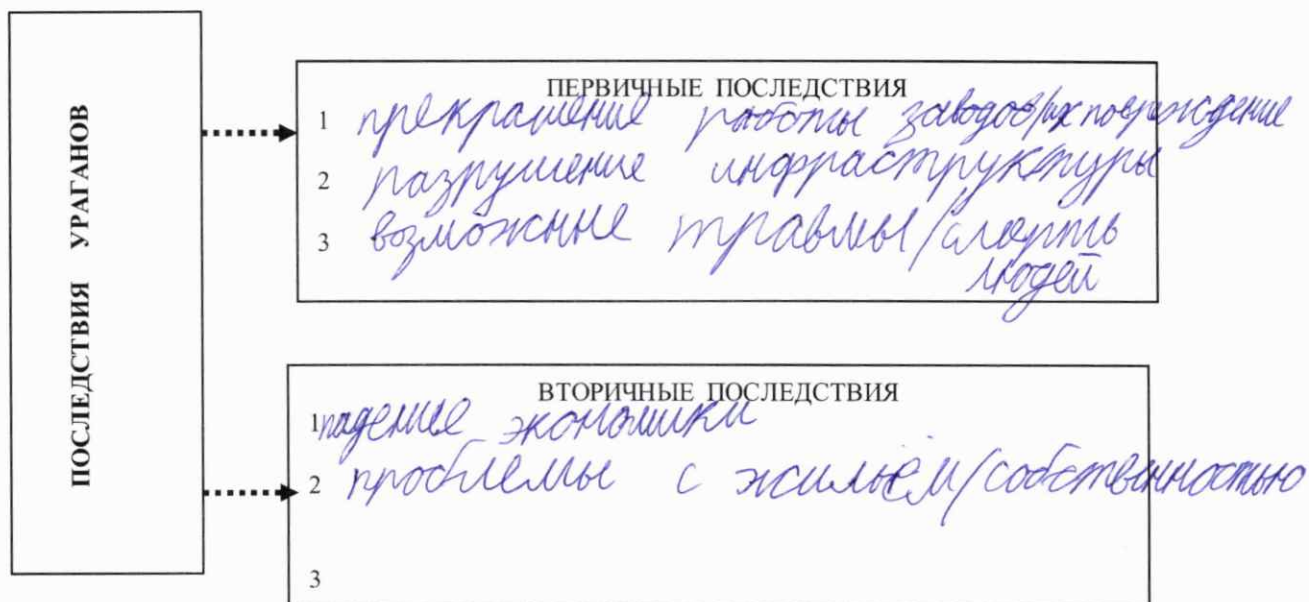 ПОСЛЕДСТВИЯ УРАГАНОВ
ПЕРВИЧНЫЕ ПОСЛЕДСТВИЯ
1 прекращение работы заводов/их повреждение
2 разрушение инфраструктуры
3 возможные травмы/смерть
людей
ВТОРИЧНЫЕ ПОСЛЕДСТВИЯ
1 падение экономики
2 проблемы с жильём/собственностью
3